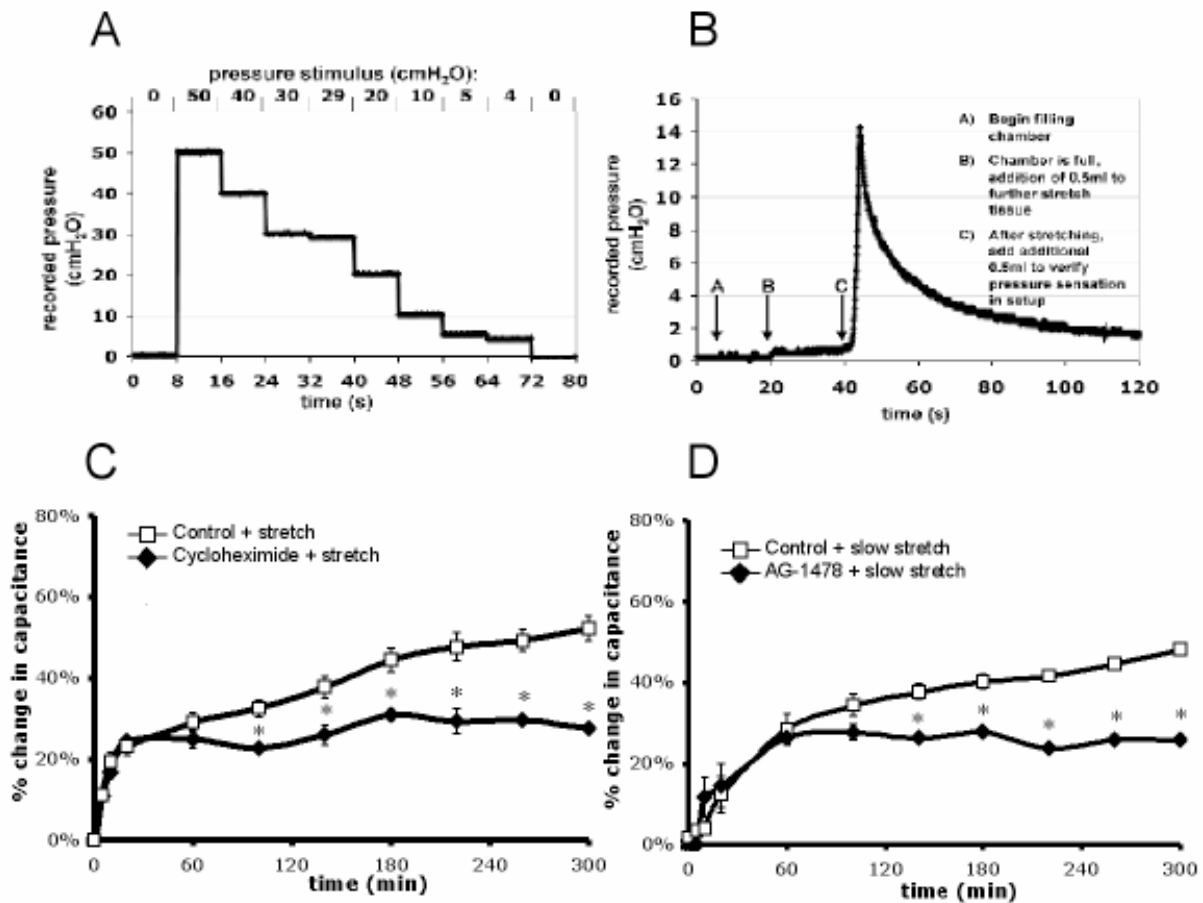 A
pressure stimulus (cmH₂O):
0 | 50 | 40 | 30 | 29 | 20 | 10 | 5 | 4 | 0
60
50
40
30
20
10
0
recorded pressure
(cmH₂O)
0 8 16 24 32 40 48 56 64 72 80
time (s)
B
16
14
12
10
8
6
4
2
0
recorded pressure
(cmH₂O)
A B C
A) Begin filling
chamber
B) Chamber is full,
addition of 0.5ml to
further stretch
tissue
C) After stretching,
add additional
0.5ml to verify
pressure sensation
in setup
0 20 40 60 80 100 120
time (s)
C
80%
60%
40%
20%
0%
% change in capacitance
Control + stretch
Cycloheximide + stretch
* * * * * *
0 60 120 180 240 300
time (min)
D
80%
60%
40%
20%
0%
% change in capacitance
Control + slow stretch
AG-1478 + slow stretch
* * * * *
0 60 120 180 240 300
time (min)